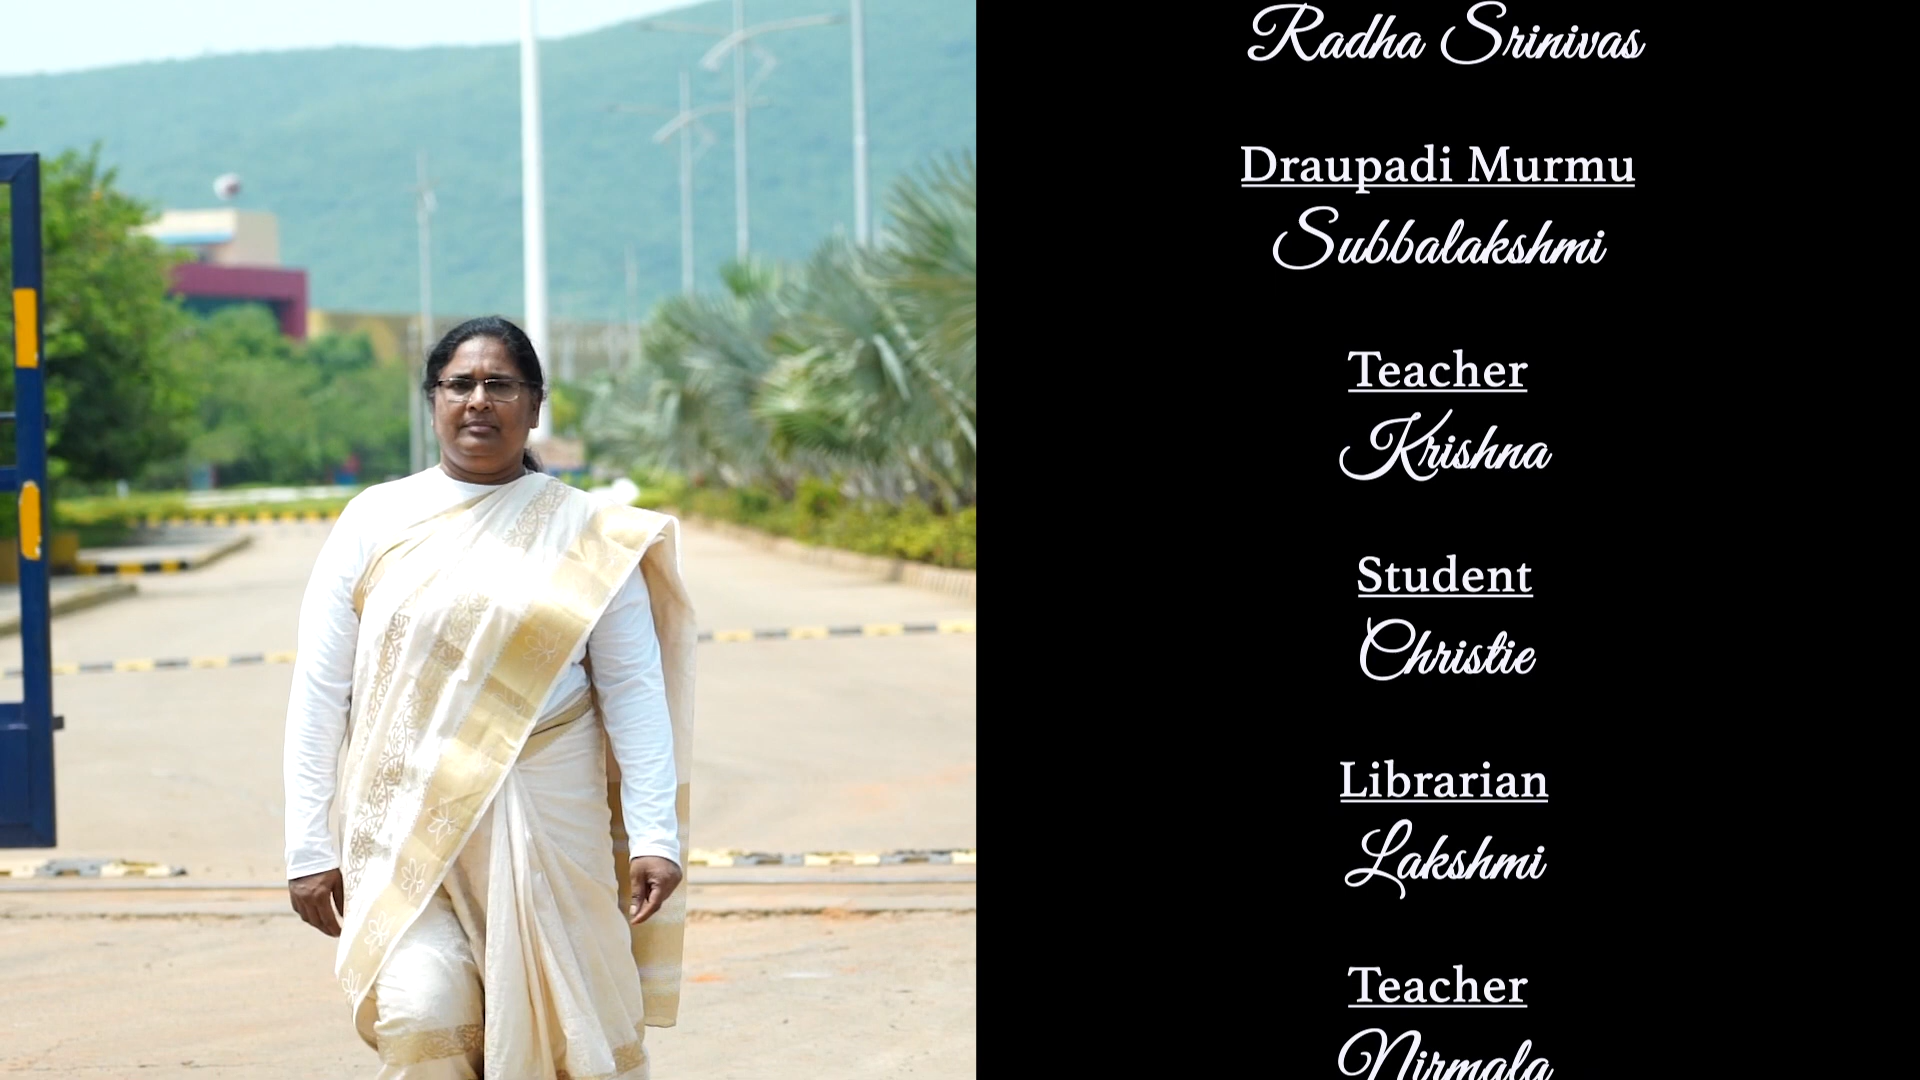 Radha Srinivas
Draupadi Murmu
Subbalakshmi
Teacher
Krishna
Student
Christie
Librarian
Lakshmi
Teacher
Nirmala